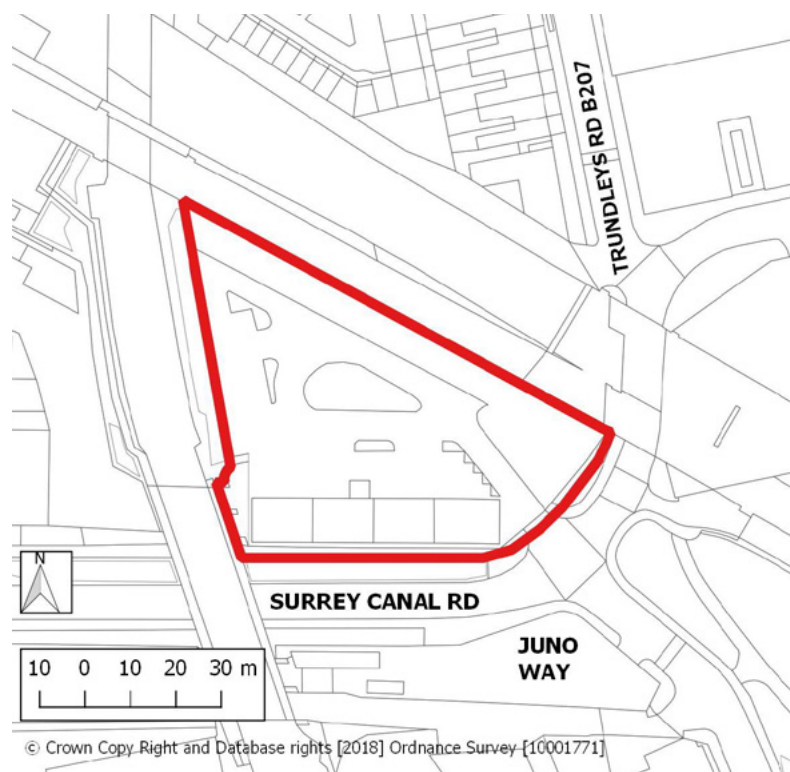 TRUNDLEYS RD B207
SURREY CANAL RD
JUNO
WAY
N
10 0 10 20 30 m
© Crown Copy Right and Database rights [2018] Ordnance Survey [10001771]